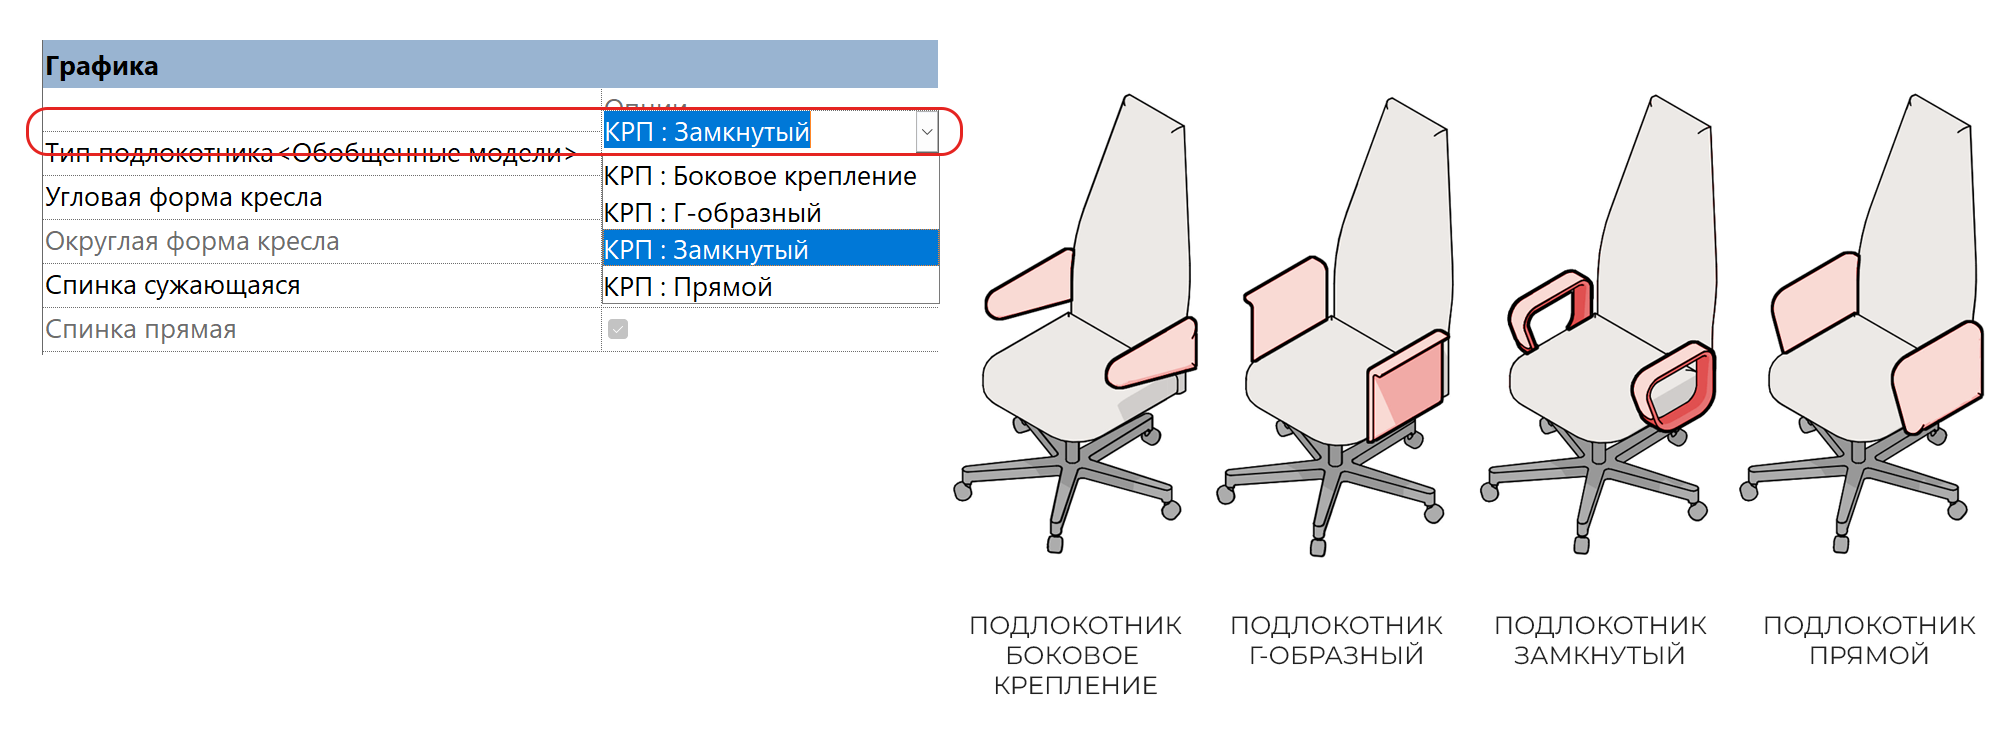 Графика
Опции
КРП : Замкнутый
Тип подлокотника<Обобщенные модели>
КРП : Боковое крепление
Угловая форма кресла
КРП : Г-образный
Округлая форма кресла
КРП : Замкнутый
Спинка сужающаяся
КРП : Прямой
Спинка прямая
ПОДЛОКОТНИК
БОКОВОЕ
КРЕПЛЕНИЕ
ПОДЛОКОТНИК
Г-ОБРАЗНЫЙ
ПОДЛОКОТНИК
ЗАМКНУТЫЙ
ПОДЛОКОТНИК
ПРЯМОЙ